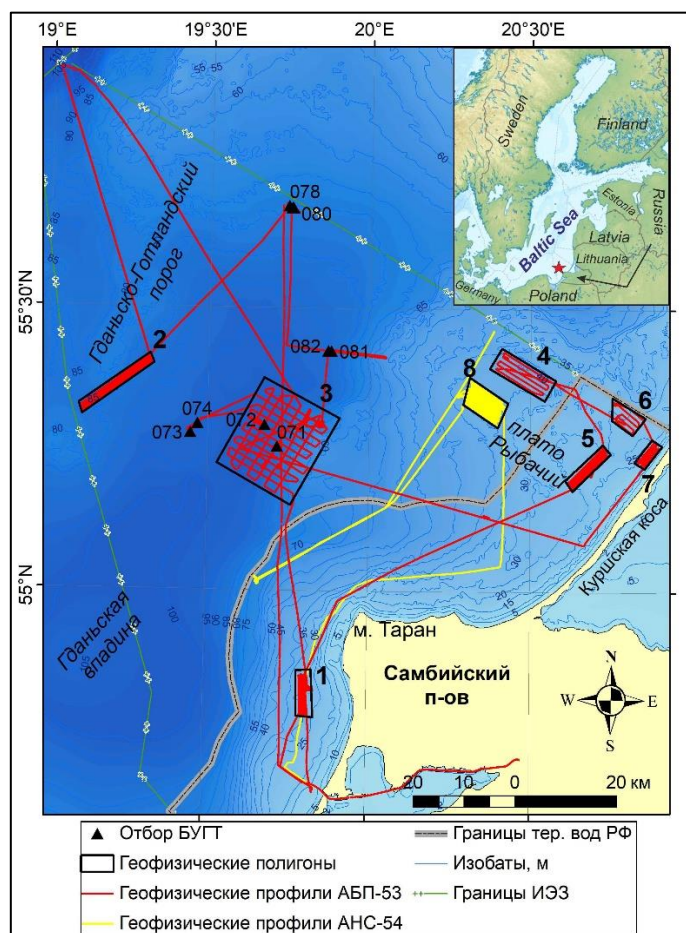 19°E
19°30'E
20°E
20°30'E
55°30'N
55°N
Sweden
Finland
Estonia
Russia
Latvia
Baltic Sea
Lithuania
Germany
Poland
078
080
Гданьско-Готландский
порог
2
082
081
3
074
073
072
071
8
4
6
5
7
плато
Рыбачий
Куршская коса
Гданьская
впадина
м. Таран
1
Самбийский
п-ов
N
W
E
S
20
0
20 км
Отбор БУГТ
Границы тер. вод РФ
Геофизические полигоны
Изобаты, м
Геофизические профили АБП-53
Границы ИЭЗ
Геофизические профили АНС-54